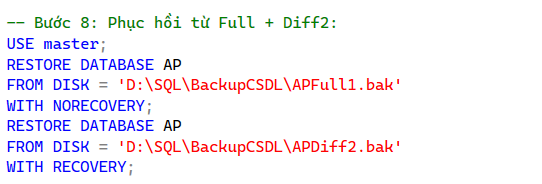 -- Bước 8: Phục hồi từ Full + Diff2:
USE master;
RESTORE DATABASE AP
FROM DISK = 'D:\SQL\BackupCSDL\APFull1.bak'
WITH NORECOVERY;
RESTORE DATABASE AP
FROM DISK = 'D:\SQL\BackupCSDL\APDiff2.bak'
WITH RECOVERY;